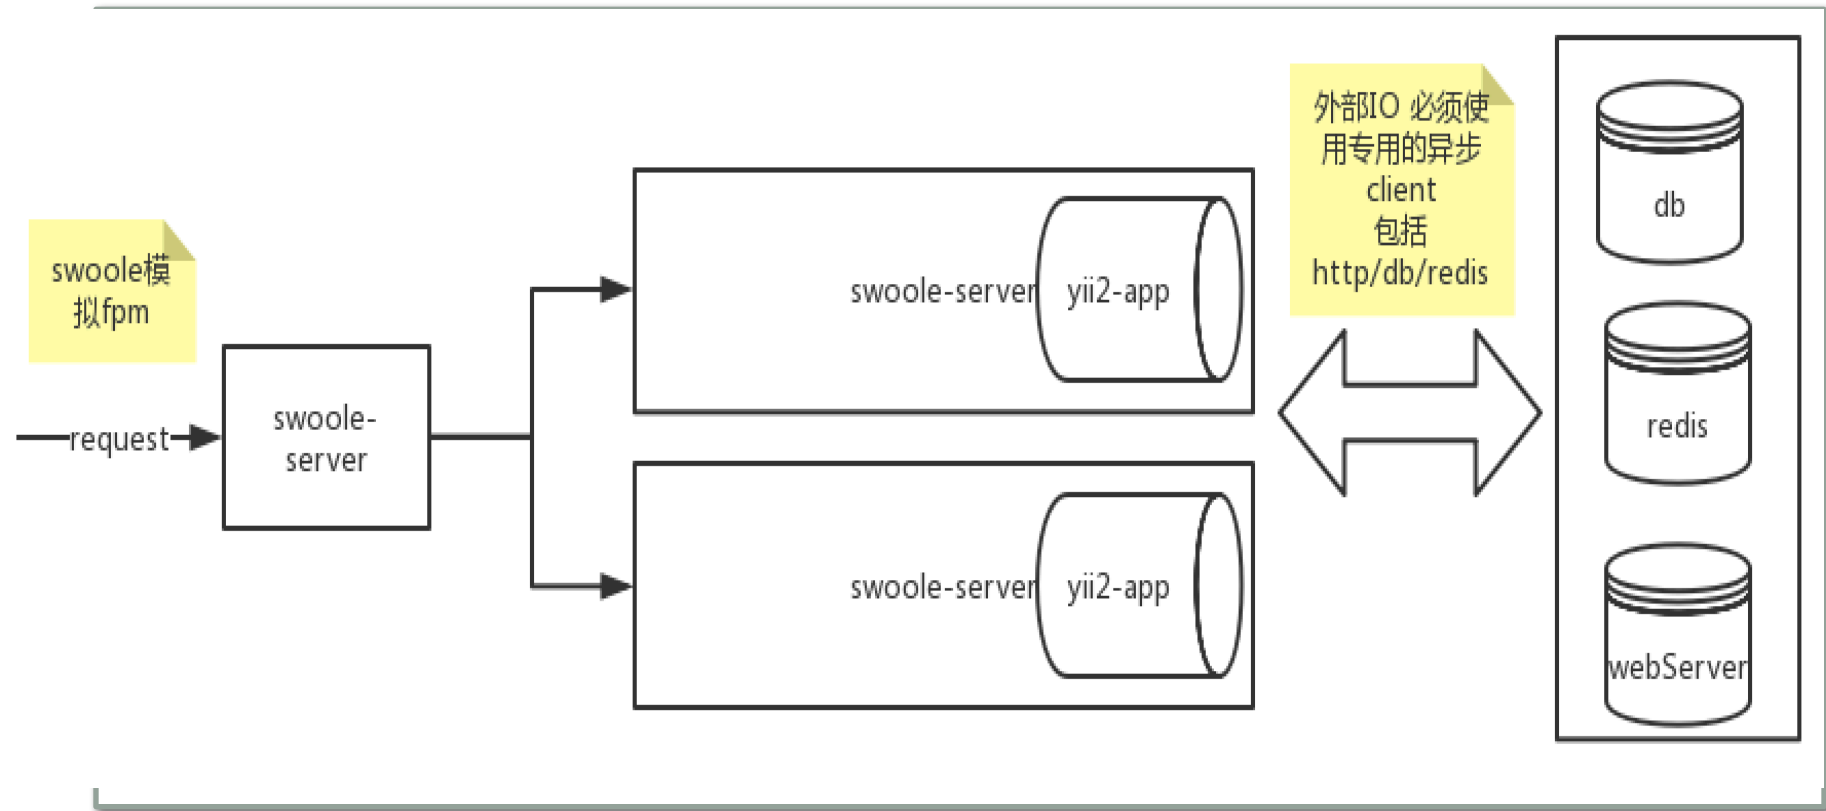 swoole模
拟fpm
request
swoole-
server
swoole-server
yii2-app
swoole-server
yii2-app
外部IO 必须使
用专用的异步
client
包括
http/db/redis
db
redis
webServer